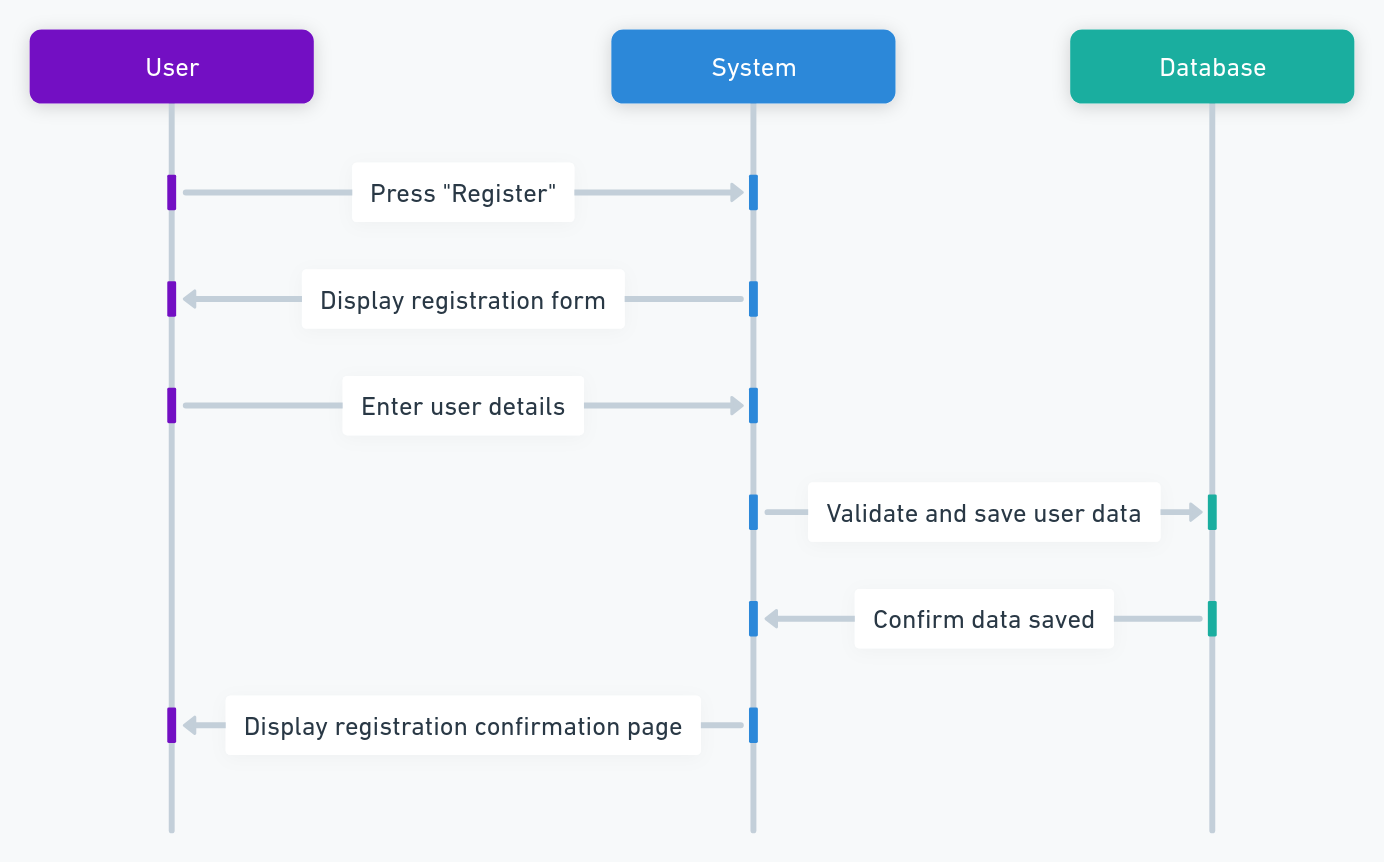 User
System
Database
Press "Register"
Display registration form
Enter user details
Validate and save user data
Confirm data saved
Display registration confirmation page